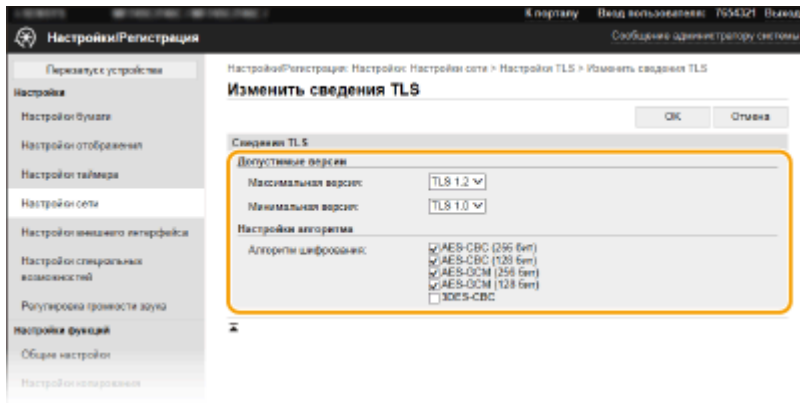 К порталу Вход пользователя: 7654321 Выход
Настройки/Регистрация
Сообщение администратору системы
Перезапуск устройства
Настройки/Регистрация: Настройки: Настройки сети > Настройки TLS > Изменить сведения TLS
Настройки
Изменить сведения TLS
Настройки бумаги
OK Отмена
Настройки отображения
Сведения TLS
Допустимые версии
Настройки таймера
Максимальная версия: TLS 1.2
Настройки сети
Минимальная версия: TLS 1.0
Настройки внешнего интерфейса
Настройки алгоритма
Алгоритм шифрования: AES-CBC (256 бит)
AES-CBC (128 бит)
Настройки специальных
AES-GCM (256 бит)
возможностей
AES-GCM (128 бит)
3DES-CBC
Регулировка громкости звука
Настройки функций
Общие настройки
Настройки копирования